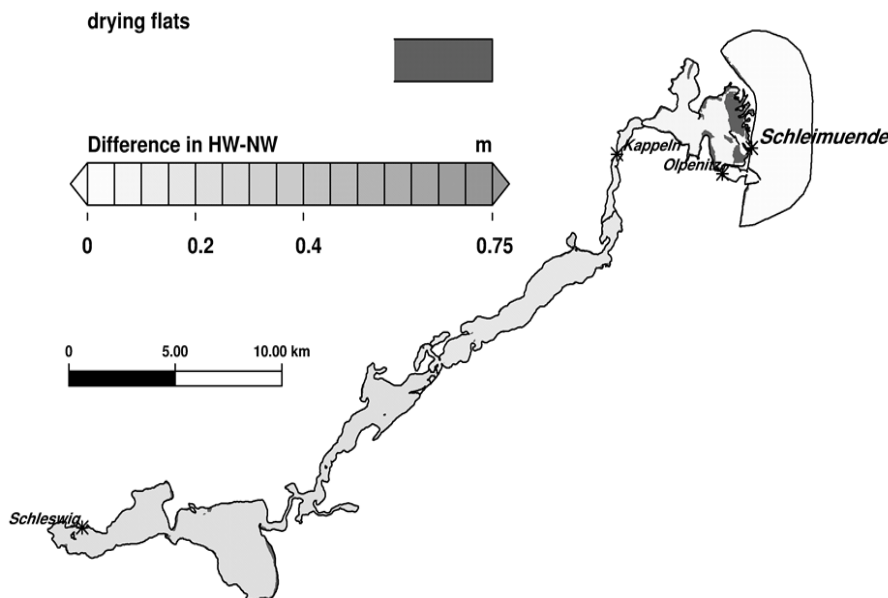 drying flats
Difference in HW-NW m
0 0.2 0.4 0.75
Schleimuende
Kappeln
Olpenitz
0 5.00 10.00 km
Schleswig